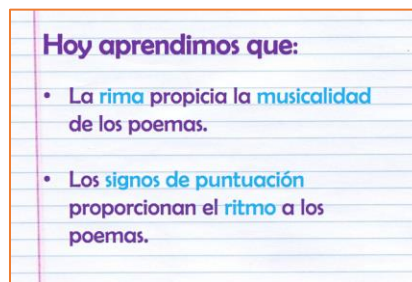 Hoy aprendimos que:
• La rima propicia la musicalidad
de los poemas.
• Los signos de puntuación
proporcionan el ritmo a los
poemas.